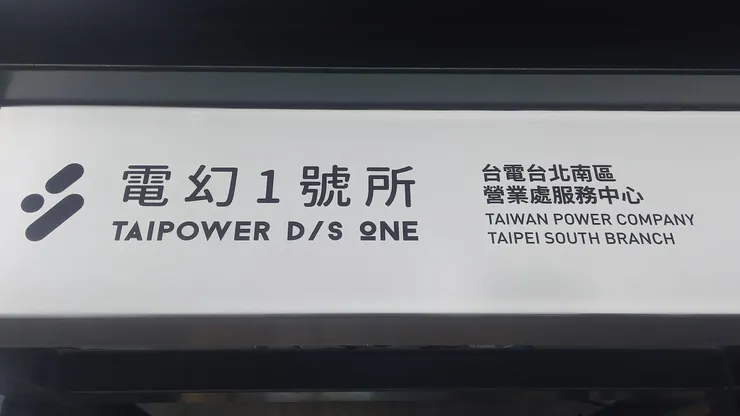 電幻1號所
TAIPOWER D/S ONE
台電台北南區
營業處服務中心
TAIWAN POWER COMPANY
TAIPEI SOUTH BRANCH